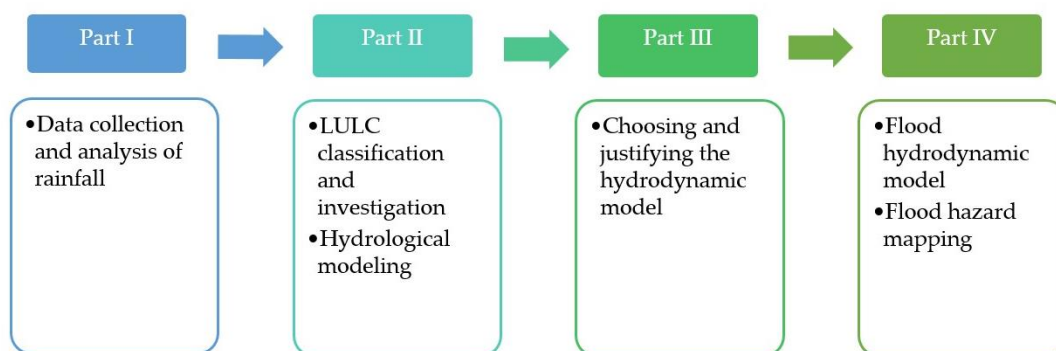 Part I
Part II
Part III
Part IV
•Data collection
and analysis of
rainfall
•LULC
classification
and
investigation
•Hydrological
modeling
•Choosing and
justifying the
hydrodynamic
model
•Flood
hydrodynamic
model
•Flood hazard
mapping